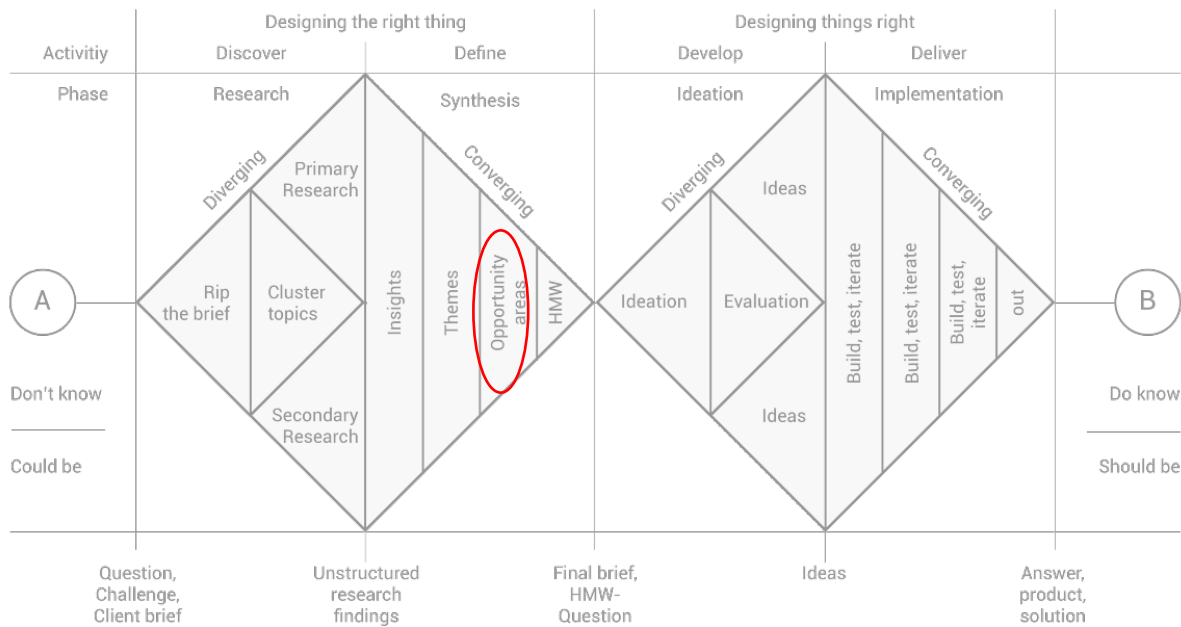 Designing the right thing
Designing things right
Activitiy
Discover
Define
Develop
Deliver
Phase
Research
Synthesis
Ideation
Implementation
Diverging
Primary
Research
Converging
Rip
the brief
Cluster
topics
Secondary
Research
Insights
Themes
Opportunity
areas
HMW
Diverging
Ideas
Converging
Ideation
Evaluation
Ideas
Build, test, iterate
Build, test, iterate
Build, test,
iterate
out
A
B
Don't know
Could be
Do know
Should be
Question,
Challenge,
Client brief
Unstructured
research
findings
Final brief,
HMW-
Question
Ideas
Answer,
product,
solution